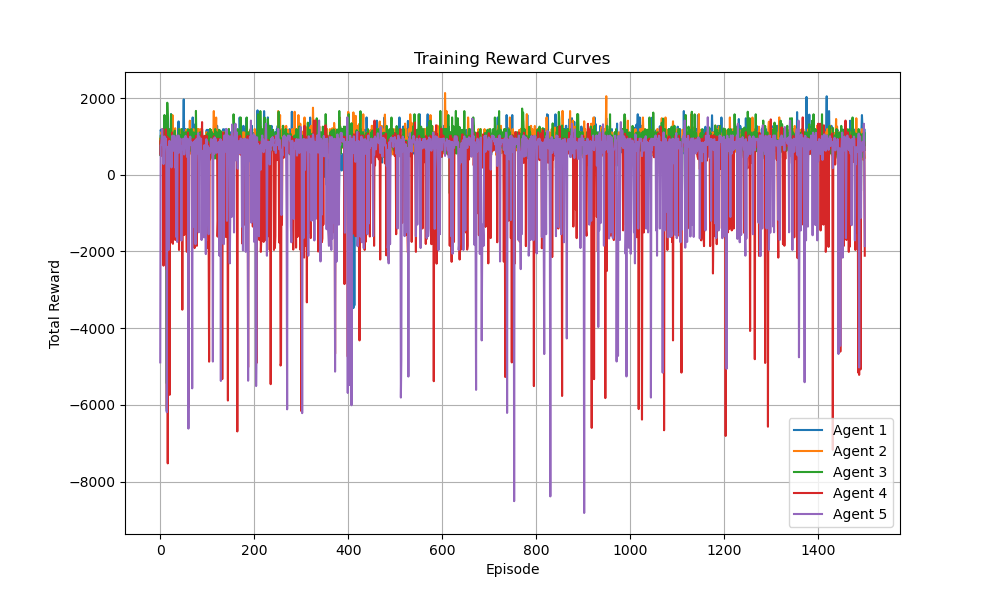 Training Reward Curves
Total Reward
2000
0
−2000
−4000
−6000
−8000
0 200 400 600 800 1000 1200 1400
Episode
Agent 1
Agent 2
Agent 3
Agent 4
Agent 5